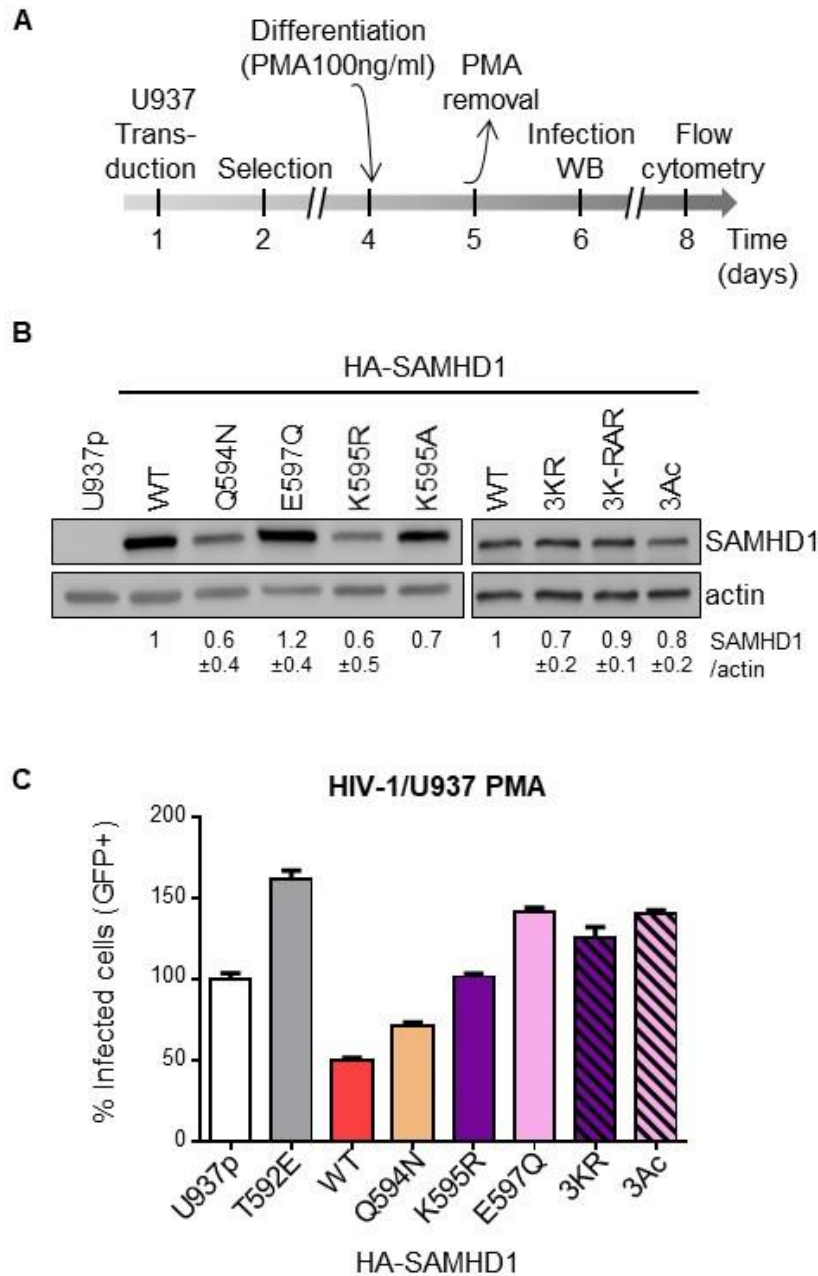 A
Differentiation
(PMA100ng/ml)
PMA
removal
U937
Trans-
duction
Selection
Infection
WB
Flow
cytometry
1 2 4 5 6 8 Time
(days)
B
HA-SAMHD1
U937p WT Q594N E597Q K595R K595A WT 3KR 3K-RAR 3Ac
SAMHD1
actin
1 0.6 1.2 0.6 0.7 1 0.7 0.9 0.8 SAMHD1
±0.4 ±0.4 ±0.5 ±0.2 ±0.1 ±0.2 /actin
C
HIV-1/U937 PMA
% Infected cells (GFP+)
200
150
100
50
0
U937p T592E WT Q594N K595R E597Q 3KR 3Ac
HA-SAMHD1